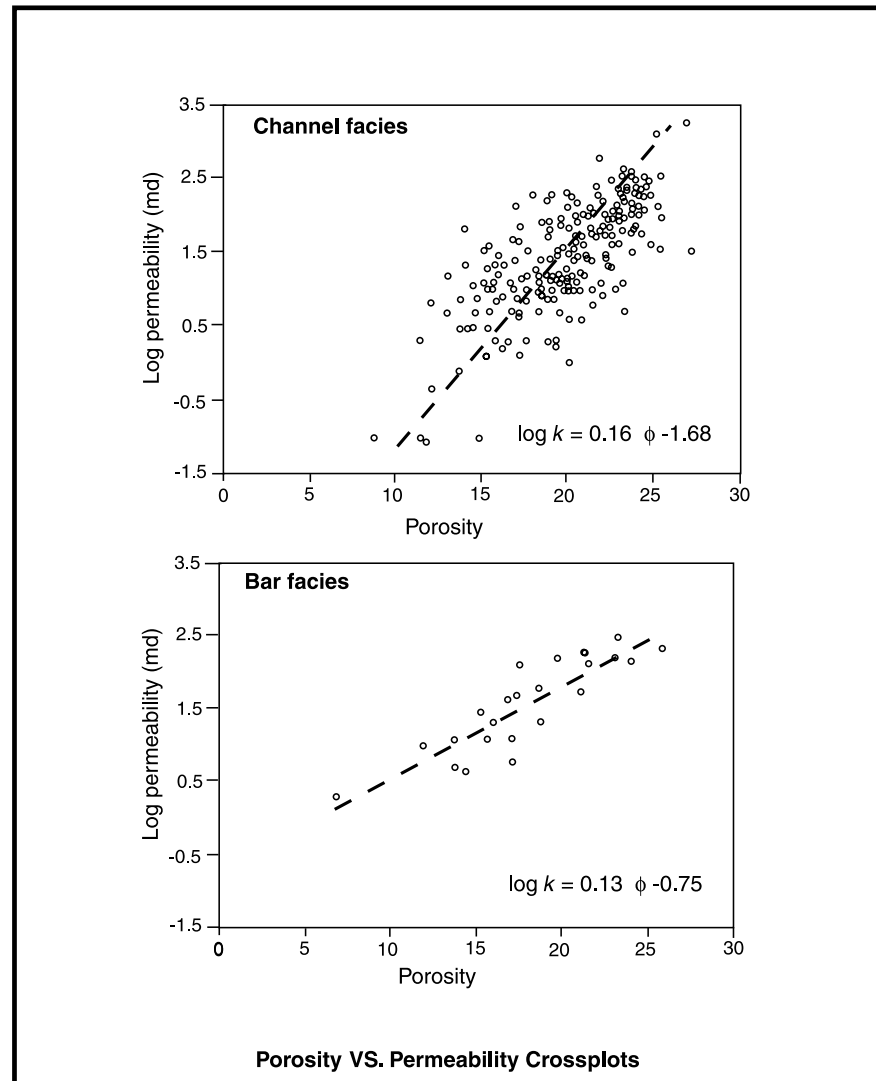 3.5
Channel facies
2.5
1.5
0.5
-0.5
-1.5
Log permeability (md)
log k = 0.16 ϕ -1.68
0 5 10 15 20 25 30
Porosity
3.5
Bar facies
2.5
1.5
0.5
-0.5
-1.5
Log permeability (md)
log k = 0.13 ϕ -0.75
0 5 10 15 20 25 30
Porosity
Porosity VS. Permeability Crossplots